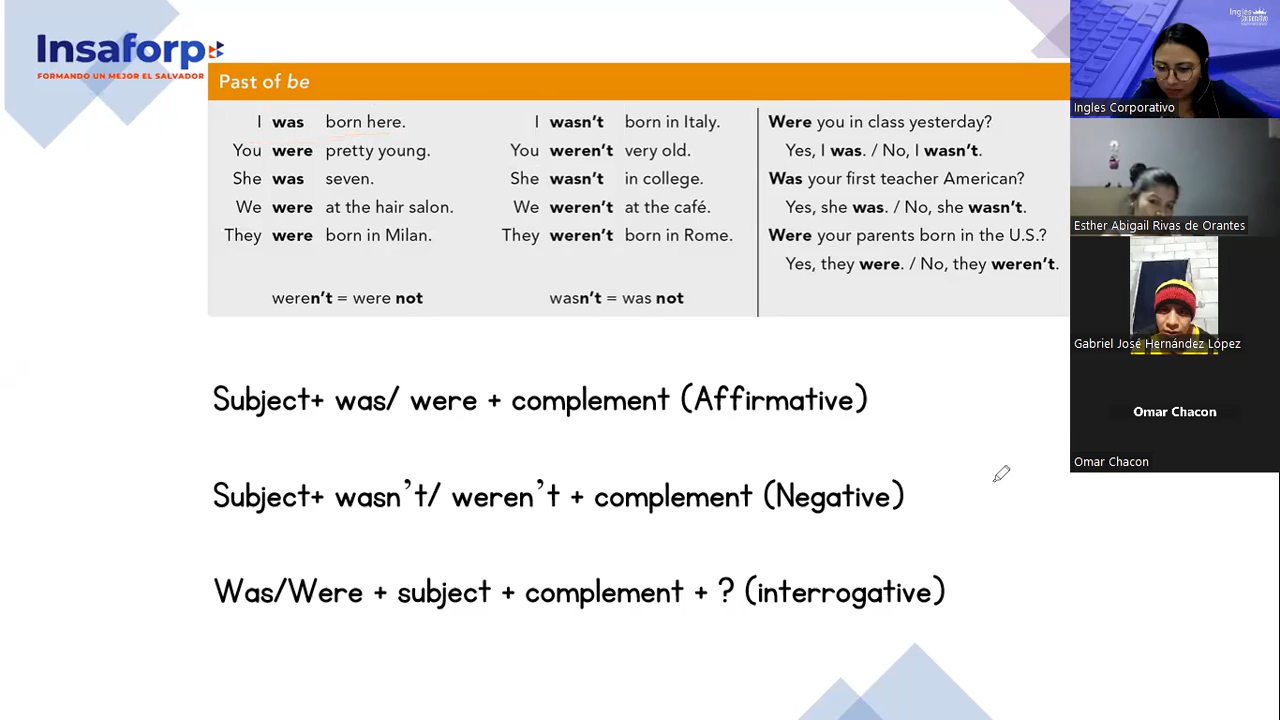 Insaforp
FORMANDO UN MEJOR EL SALVADOR
Past of be
I was born here.
You were pretty young.
She was seven.
We were at the hair salon.
They were born in Milan.
weren't = were not
I wasn't born in Italy.
You weren't very old.
She wasn't in college.
We weren't at the café.
They weren't born in Rome.
wasn't = was not
Were you in class yesterday?
Yes, I was. / No, I wasn't.
Was your first teacher American?
Yes, she was. / No, she wasn't.
Were your parents born in the U.S.?
Yes, they were. / No, they weren't.
Subject+ was/ were + complement (Affirmative)
Subject+ wasn't/ weren't + complement (Negative)
Was/Were + subject + complement + ? (interrogative)
Ingles
Ingles Corporativo
Esther Abigail Rivas de Orantes
Gabriel José Hernández López
Omar Chacon
Omar Chacon